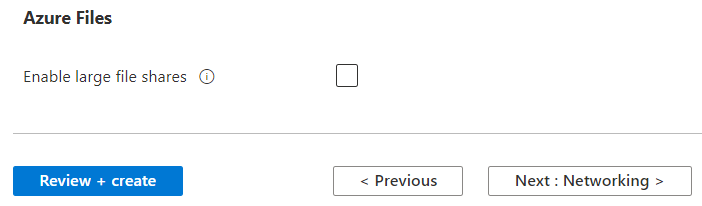 Azure Files
Enable large file shares
Review + create
< Previous
Next : Networking >